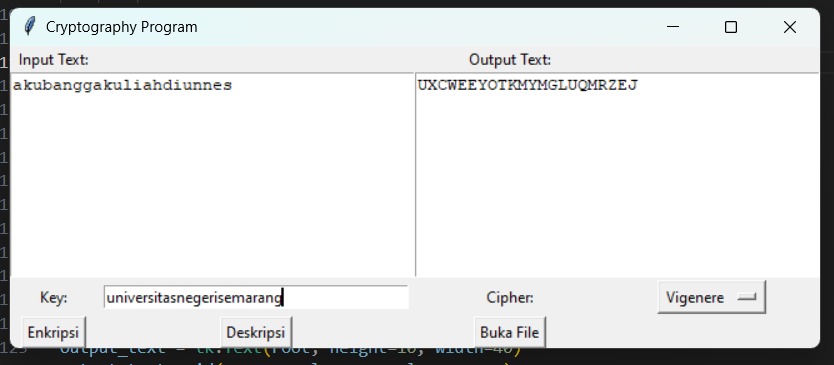 Cryptography Program
Input Text: Output Text:
akubanggakuliahdiunnes UXCWEEYOTKMYMGLUQMRZEJ
Key: universitasnegerisemarang Cipher: Vigenere
Enkripsi Deskripsi Buka File
output_text = tk.Text(root, height=10, width=40)